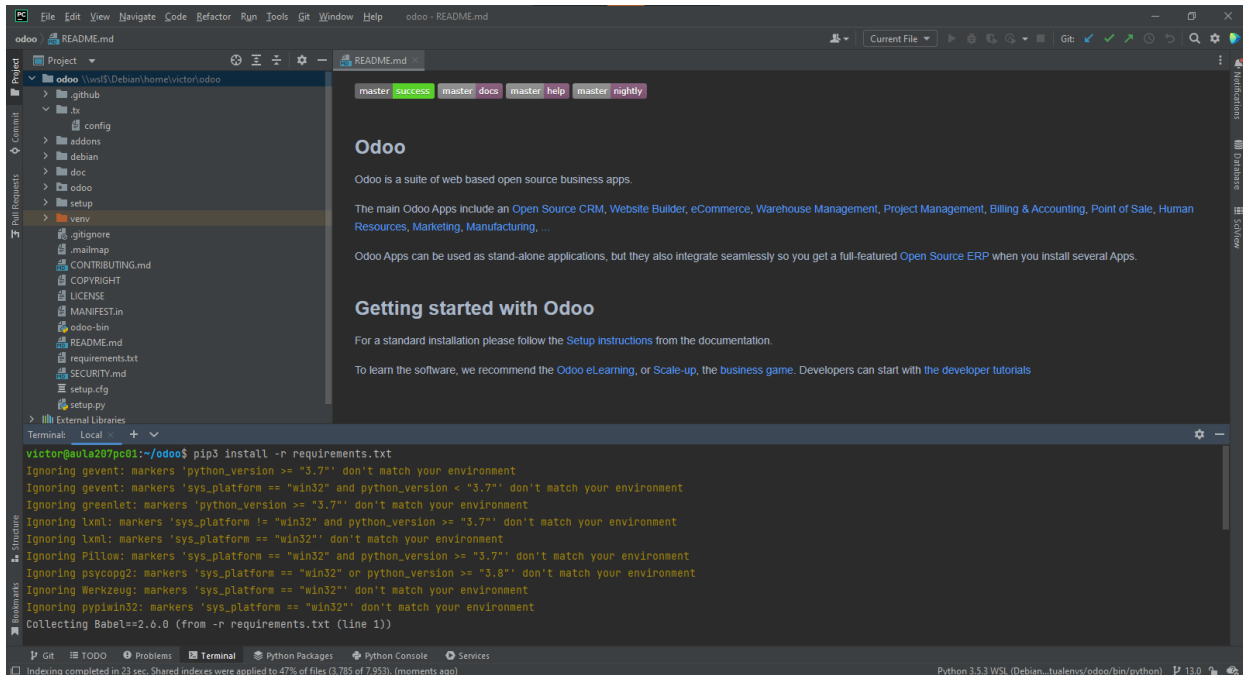 PC File Edit View Navigate Code Refactor Run Tools Git Window Help odoo - README.md
odoo README.md Current File Git:
Project README.md
odoo \\wsl$\Debian\home\victor\odoo
.github
.tx
config
addons
debian
doc
odoo
setup
venv
.gitignore
.mailmap
CONTRIBUTING.md
COPYRIGHT
LICENSE
MANIFEST.in
odoo-bin
README.md
requirements.txt
SECURITY.md
setup.cfg
setup.py
External Libraries
master success master docs master help master nightly
Odoo
Odoo is a suite of web based open source business apps.
The main Odoo Apps include an Open Source CRM, Website Builder, eCommerce, Warehouse Management, Project Management, Billing & Accounting, Point of Sale, Human
Resources, Marketing, Manufacturing, ...
Odoo Apps can be used as stand-alone applications, but they also integrate seamlessly so you get a full-featured Open Source ERP when you install several Apps.
Getting started with Odoo
For a standard installation please follow the Setup instructions from the documentation.
To learn the software, we recommend the Odoo eLearning, or Scale-up, the business game. Developers can start with the developer tutorials
Project
Commit
Pull Requests
Structure
Bookmarks
Notifications
Database
SciView
Terminal: Local
victor@aula207pc01:~/odoo$ pip3 install -r requirements.txt
Ignoring gevent: markers 'python_version >= "3.7"' don't match your environment
Ignoring gevent: markers 'sys_platform == "win32" and python_version < "3.7"' don't match your environment
Ignoring greenlet: markers 'python_version >= "3.7"' don't match your environment
Ignoring lxml: markers 'sys_platform != "win32" and python_version >= "3.7"' don't match your environment
Ignoring lxml: markers 'sys_platform == "win32"' don't match your environment
Ignoring Pillow: markers 'sys_platform == "win32" and python_version >= "3.7"' don't match your environment
Ignoring psycopg2: markers 'sys_platform == "win32" or python_version >= "3.8"' don't match your environment
Ignoring Werkzeug: markers 'sys_platform == "win32"' don't match your environment
Ignoring pypiwin32: markers 'sys_platform == "win32"' don't match your environment
Collecting Babel==2.6.0 (from -r requirements.txt (line 1))
Git TODO Problems Terminal Python Packages Python Console Services
Indexing completed in 23 sec. Shared indexes were applied to 47% of files (3,785 of 7,953). (moments ago) Python 3.5.3 WSL (Debian...tualenvs/odoo/bin/python) 13.0